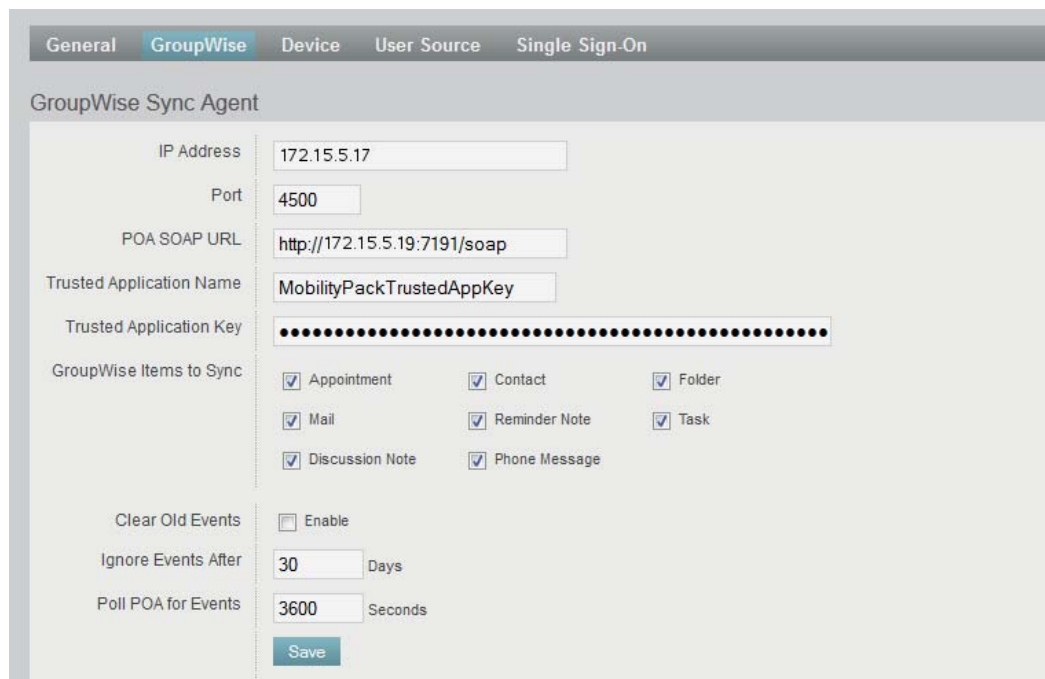 General GroupWise Device User Source Single Sign-On
GroupWise Sync Agent
IP Address 172.15.5.17
Port 4500
POA SOAP URL http://172.15.5.19:7191/soap
Trusted Application Name MobilityPackTrustedAppKey
Trusted Application Key
GroupWise Items to Sync Appointment Contact Folder
Mail Reminder Note Task
Discussion Note Phone Message
Clear Old Events Enable
Ignore Events After 30 Days
Poll POA for Events 3600 Seconds
Save